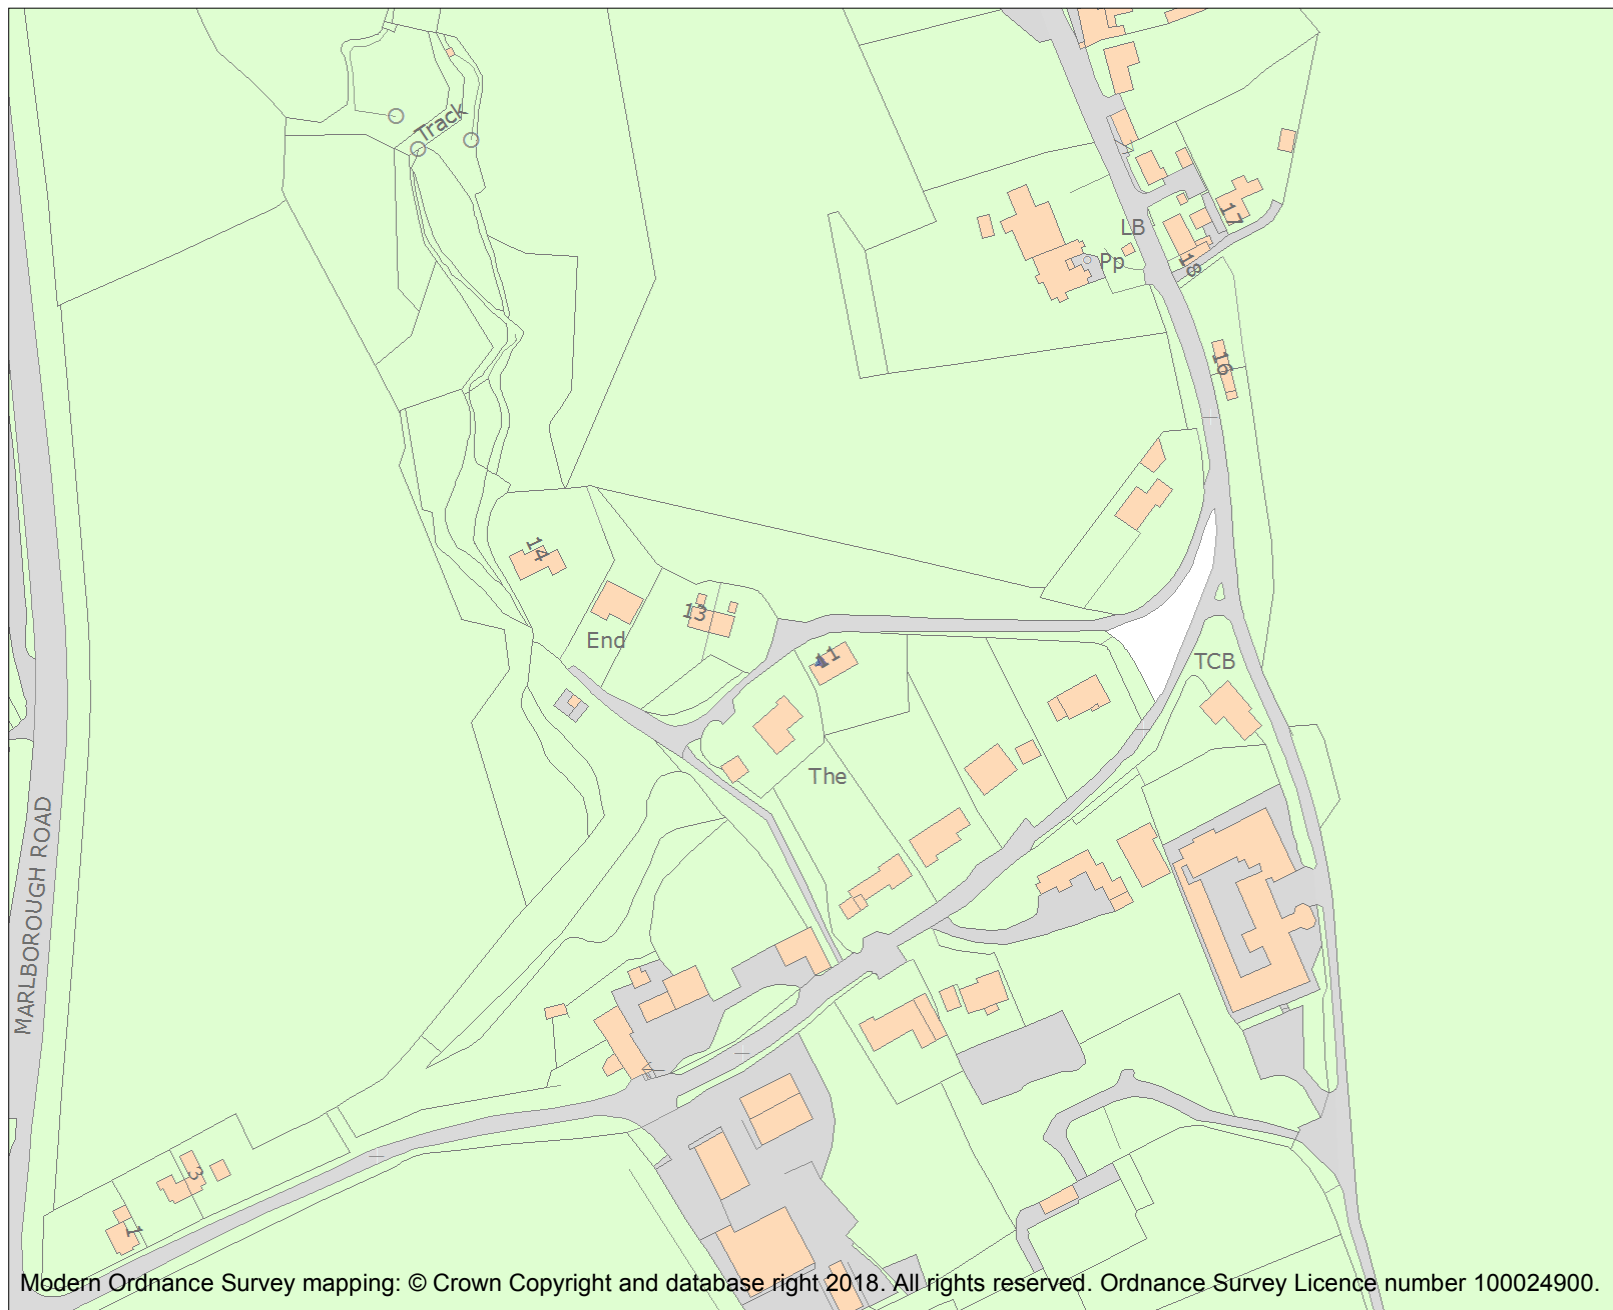 Track
17
LB
Pp
18
16
14
13
End
11
TCB
The
MARLBOROUGH ROAD
3
1
Modern Ordnance Survey mapping: © Crown Copyright and database right 2018. All rights reserved. Ordnance Survey Licence number 100024900.